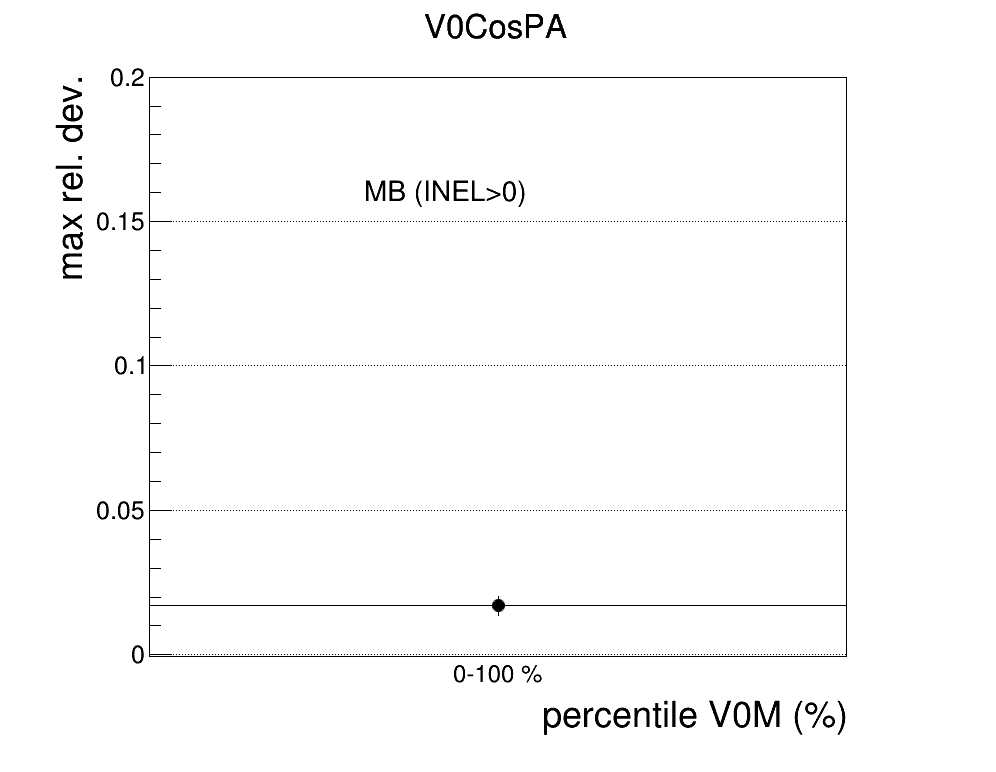 V0CosPA
max rel. dev.
0.2
MB (INEL>0)
0.15
0.1
0.05
0
0-100 %
percentile V0M (%)